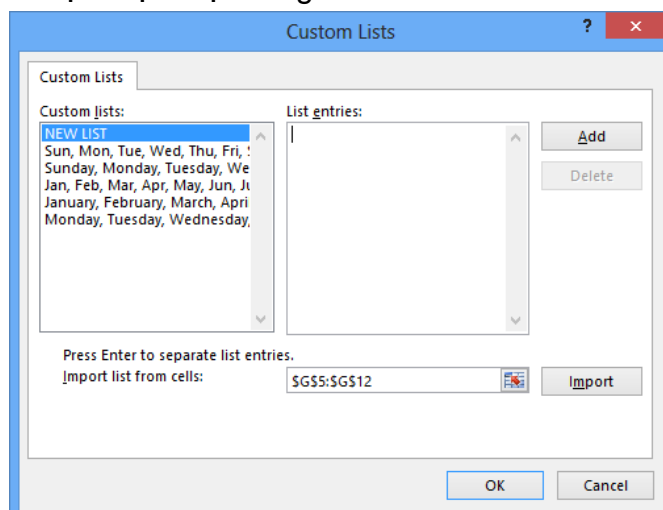 Custom Lists
?
×
Custom Lists
Custom lists:
List entries:
NEW LIST
Sun, Mon, Tue, Wed, Thu, Fri,
Sunday, Monday, Tuesday, We
Jan, Feb, Mar, Apr, May, Jun, Ju
January, February, March, Apri
Monday, Tuesday, Wednesday,
Add
Delete
Press Enter to separate list entries.
Import list from cells:
$G$5:$G$12
Import
OK
Cancel